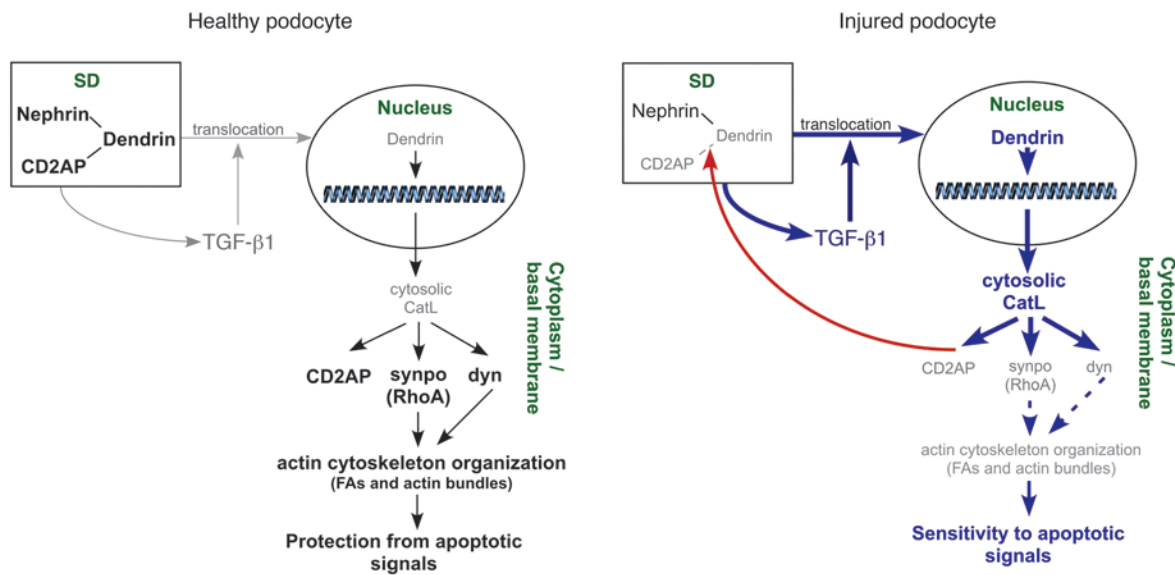 Healthy podocyte
SD
Nephrin
Dendrin
CD2AP
translocation
TGF-β1
Nucleus
Dendrin
cytosolic
CatL
CD2AP
synpo
(RhoA)
dyn
Cytoplasm /
basal membrane
actin cytoskeleton organization
(FAs and actin bundles)
Protection from apoptotic
signals
Injured podocyte
SD
Nephrin
Dendrin
CD2AP
translocation
TGF-β1
Nucleus
Dendrin
cytosolic
CatL
CD2AP
synpo
(RhoA)
dyn
Cytoplasm /
basal membrane
actin cytoskeleton organization
(FAs and actin bundles)
Sensitivity to apoptotic
signals